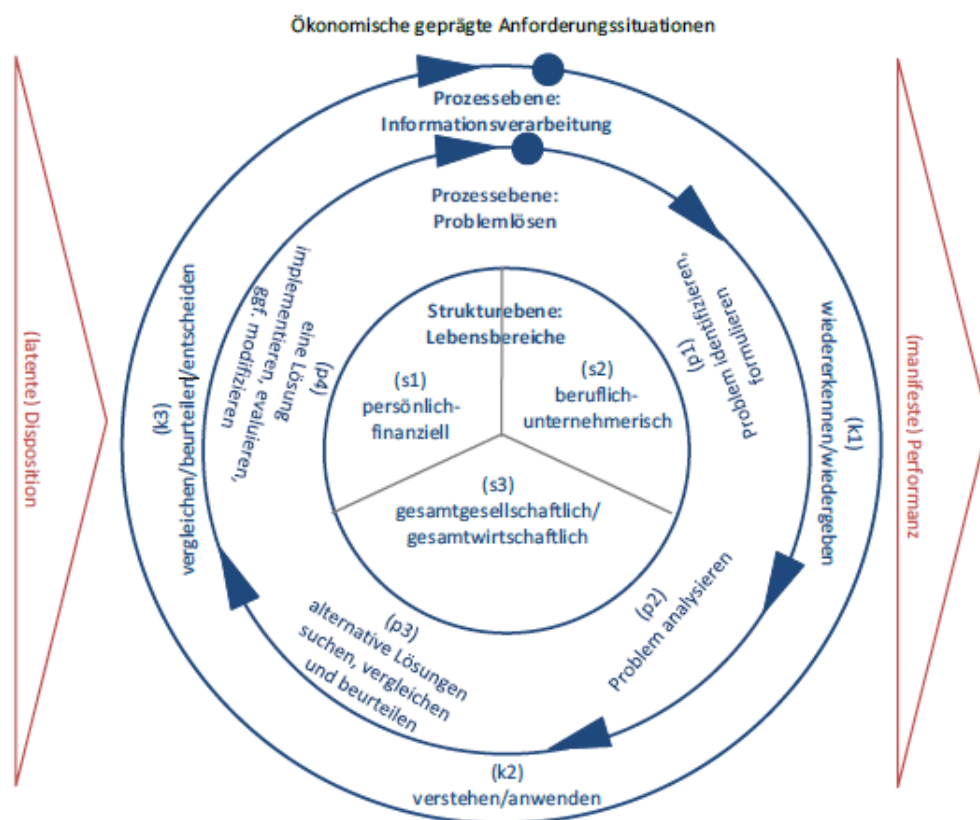 Ökonomische geprägte Anforderungssituationen
Prozessebene:
Informationsverarbeitung
Prozessebene:
Problemlösen
Strukturebene:
Lebensbereiche
(s1)
persönlich-
finanziell
(s2)
beruflich-
unternehmerisch
(s3)
gesamtgesellschaftlich/
gesamtwirtschaftlich
(p1)
Problem identifizieren,
formulieren
(p2)
Problem analysieren
(p3)
alternative Lösungen
suchen, vergleichen
und beurteilen
(p4)
eine Lösung
implementieren, evaluieren,
ggf. modifizieren
(k1)
wiedererkennen/wiedergeben
(k2)
verstehen/anwenden
(k3)
vergleichen/beurteilen/entscheiden
(latente) Disposition
(manifeste) Performanz